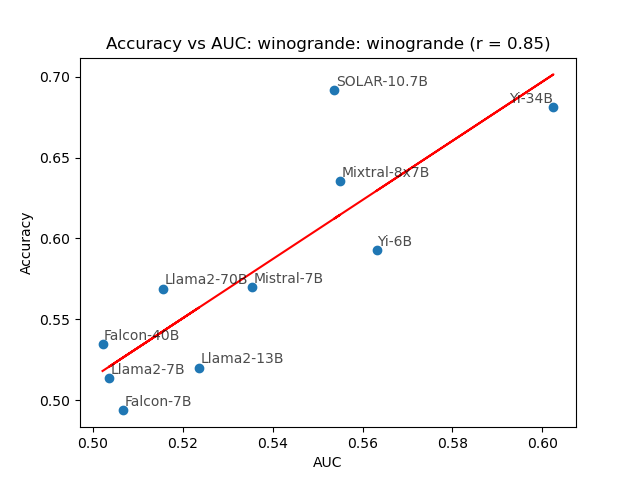 Accuracy vs AUC: winogrande: winogrande (r = 0.85)
0.70
0.65
0.60
0.55
0.50
Accuracy
SOLAR-10.7B
Yi-34B
Mixtral-8x7B
Yi-6B
Llama2-70B
Mistral-7B
Falcon-40B
Llama2-13B
Llama2-7B
Falcon-7B
0.50 0.52 0.54 0.56 0.58 0.60
AUC